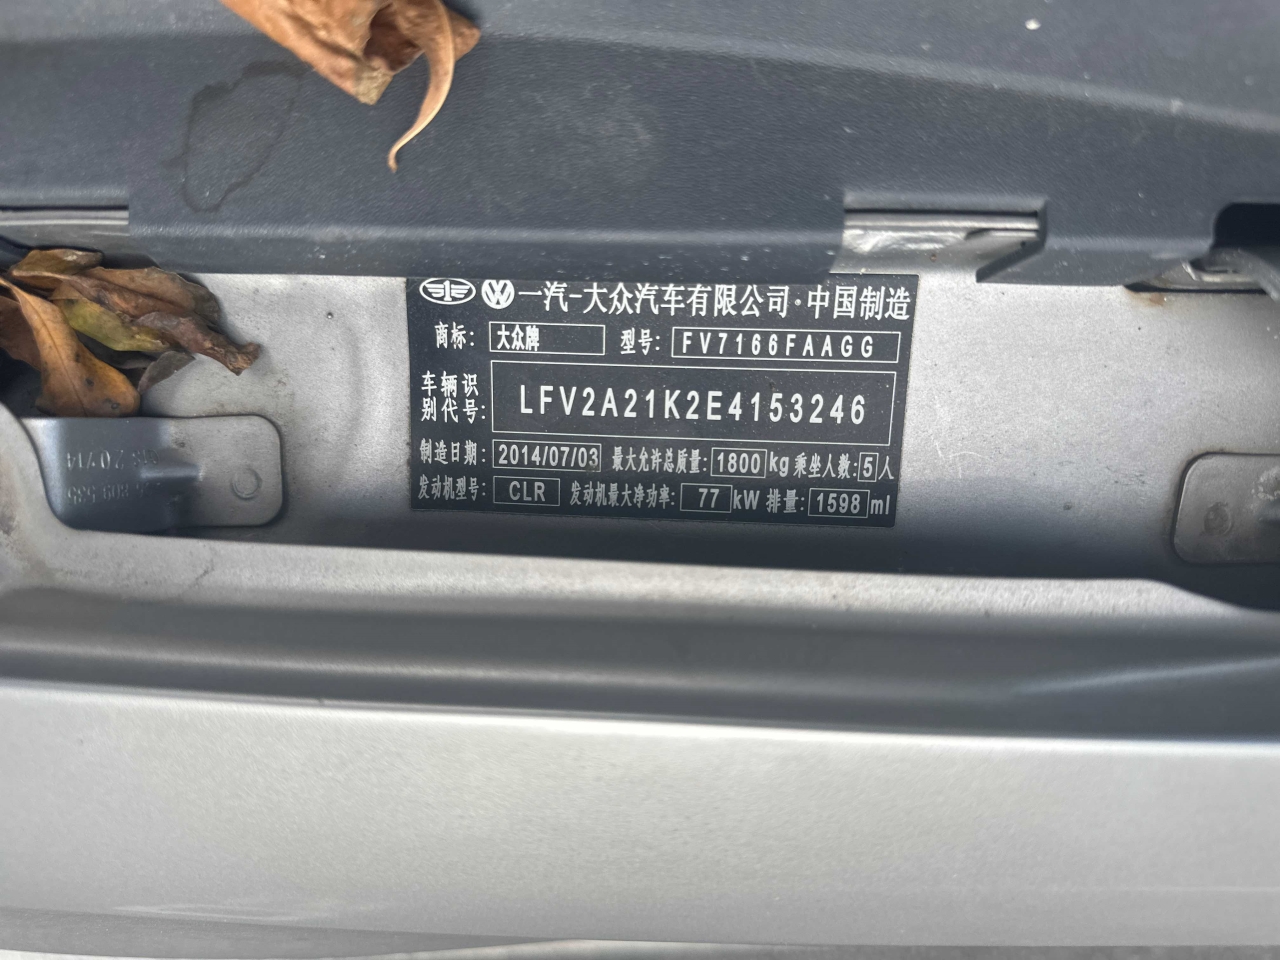 一汽-大众汽车有限公司·中国制造
商标: 大众牌 型号: FV7166FAAGG
车辆识别代号: LFV2A21K2E4153246
制造日期: 2014/07/03 最大允许总质量: 1800 kg 乘坐人数: 5 人
发动机型号: CLR 发动机最大净功率: 77 kW 排量: 1598 ml